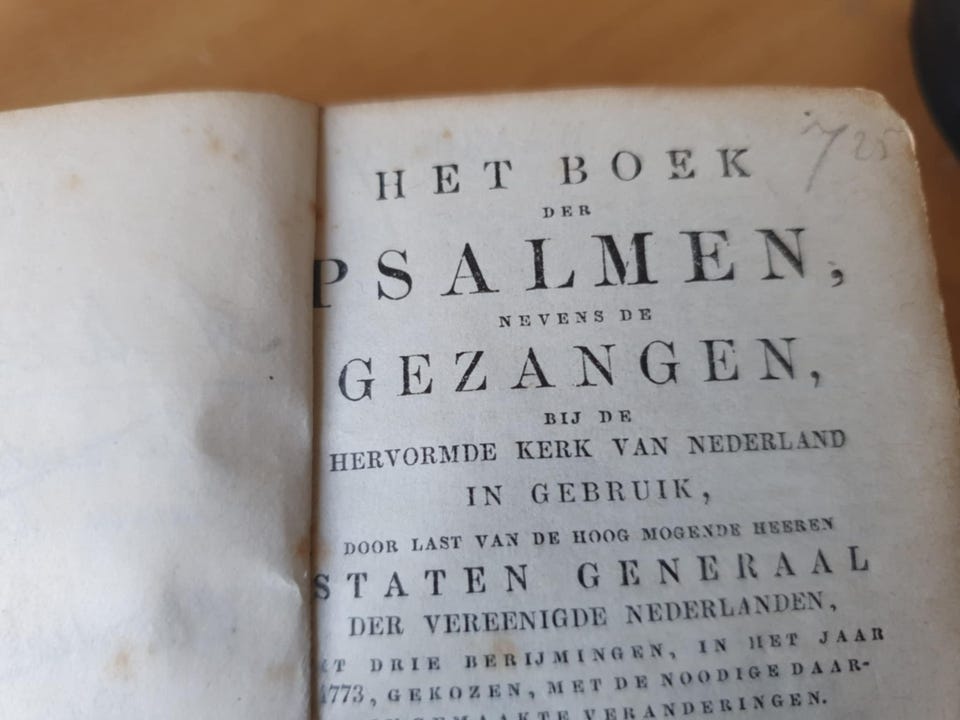 725
HET BOEK
DER
PSALMEN,
NEVENS DE
GEZANGEN,
BIJ DE
HERVORMDE KERK VAN NEDERLAND
IN GEBRUIK,
DOOR LAST VAN DE HOOG MOGENDE HEEREN
STATEN GENERAAL
DER VEREENIGDE NEDERLANDEN,
DRIE BERIJMINGEN, IN HET JAAR
1773, GEKOZEN, MET DE NOODIGE DAAR-
GEMAAKTE VERANDERINGEN.